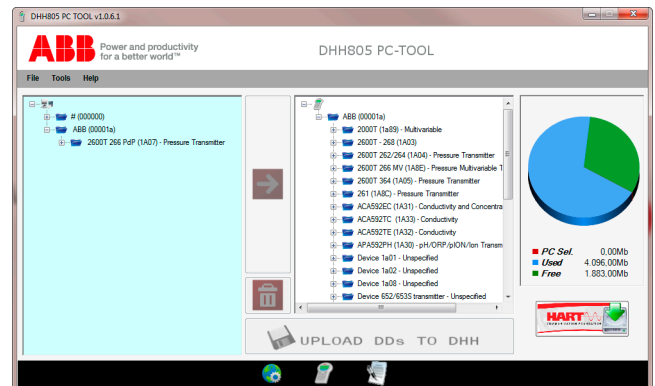 DHH805 PC TOOL v1.0.6.1
ABB
Power and productivity
for a better world™
DHH805 PC-TOOL
File Tools Help
# (000000)
ABB (00001a)
2600T 266 PdP (1A07) - Pressure Transmitter
ABB (00001a)
2000T (1a89) - Multivariable
2600T - 268 (1A03)
2600T 262/264 (1A04) - Pressure Transmitter
2600T 266 MV (1A8E) - Pressure Multivariable T
2600T 364 (1A05) - Pressure Transmitter
261 (1A8C) - Pressure Transmitter
ACA592EC (1A31) - Conductivity and Concentra
ACA592TC (1A33) - Conductivity
ACA592TE (1A32) - Conductivity
APA592PH (1A30) - pH/ORP/pION/Ion Transm
Device 1a01 - Unspecified
Device 1a02 - Unspecified
Device 1a08 - Unspecified
Device 652/653S transmitter - Unspecified
PC Sel. 0,00Mb
Used 4.096,00Mb
Free 1.883,00Mb
HART
UPLOAD DDs TO DHH